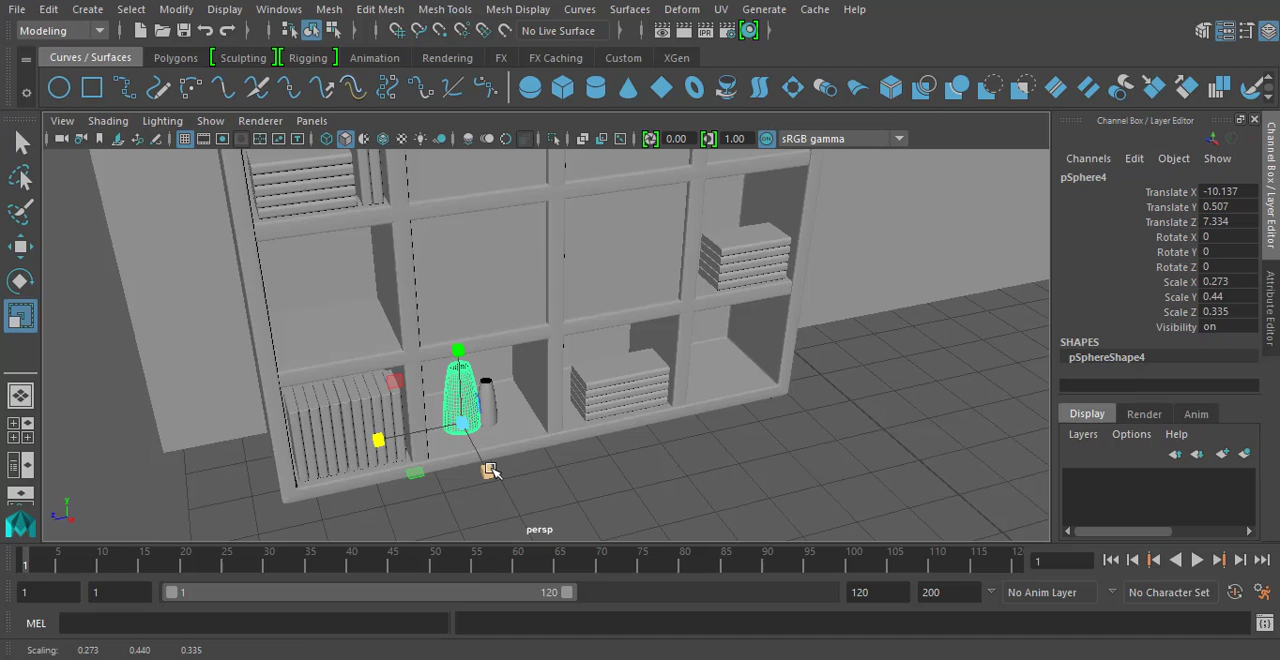 File Edit Create Select Modify Display Windows Mesh Edit Mesh Mesh Tools Mesh Display Curves Surfaces Deform UV Generate Cache Help
Modeling No Live Surface
Curves / Surfaces Polygons Sculpting Rigging Animation Rendering FX FX Caching Custom XGen
View Shading Lighting Show Renderer Panels
0.00 1.00 ON sRGB gamma
persp
Channel Box / Layer Editor
Channels Edit Object Show
pSphere4
Translate X -10.137
Translate Y 0.507
Translate Z 7.334
Rotate X 0
Rotate Y 0
Rotate Z 0
Scale X 0.273
Scale Y 0.44
Scale Z 0.335
Visibility on
SHAPES
pSphereShape4
Display Render Anim
Layers Options Help
Channel Box / Layer Editor
Attribute Editor
5 10 15 20 25 30 35 40 45 50 55 60 65 70 75 80 85 90 95 100 105 110 115 12
1 1
1 1 1 120 120 200 No Anim Layer No Character Set
MEL
Scaling: 0.273 0.440 0.335